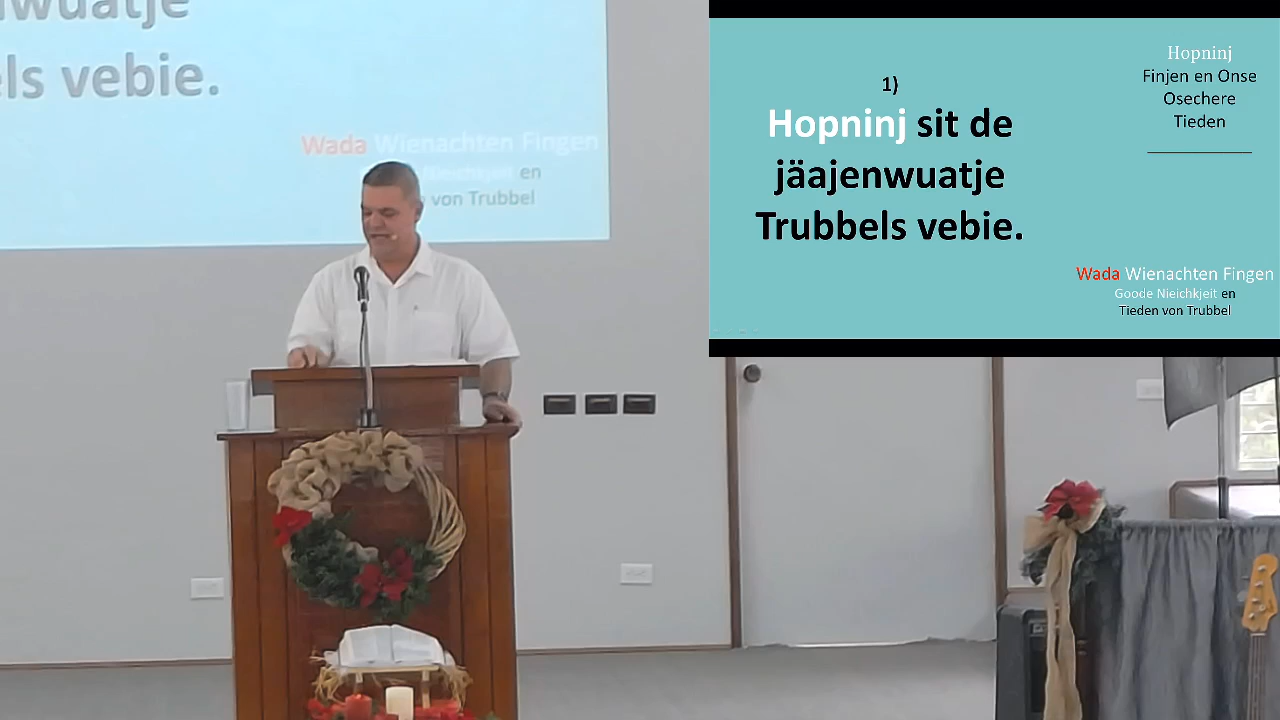 els vebie.
Wada Wienachten Fingen
en
von Trubbel
1)
Hopninj sit de
jäajenwuatje
Trubbels vebie.
Hopninj
Finjen en Onse
Osechere
Tieden
Wada Wienachten Fingen
Goode Nieichkjeit en
Tieden von Trubbel